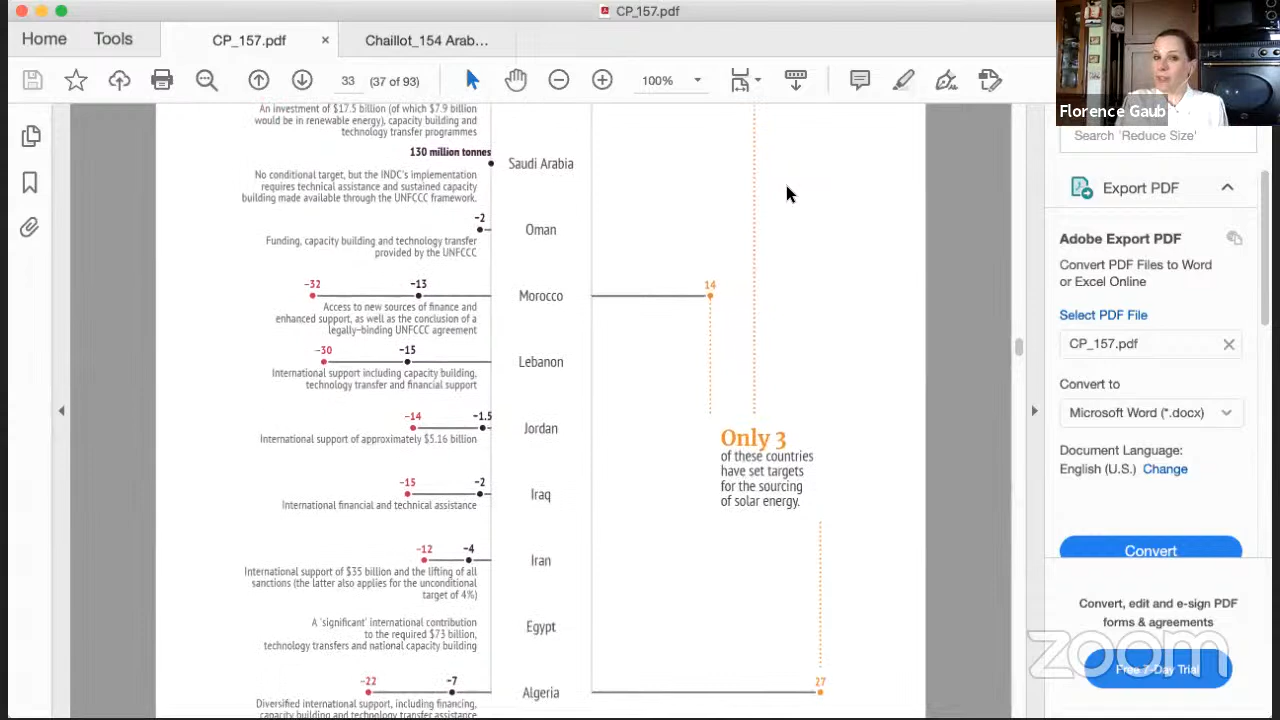 CP_157.pdf
Home
Tools
CP_157.pdf
×
Chaillot_154 Arab...
33
(37 of 93)
100%
Florence Gaub
Search 'Reduce Size'
An investment of $17.5 billion (of which $7.9 billion
would be in renewable energy), capacity building and
technology transfer programmes
130 million tonnes
Saudi Arabia
No conditional target, but the INDC's implementation
requires technical assistance and sustained capacity
building made available through the UNFCCC framework.
-2
Oman
Funding, capacity building and technology transfer
provided by the UNFCCC
-32
-13
Morocco
14
Access to new sources of finance and
enhanced support, as well as the conclusion of a
legally-binding UNFCCC agreement
-30
-15
Lebanon
International support including capacity building,
technology transfer and financial support
-14
-1.5
Jordan
International support of approximately $5.16 billion
Only 3
of these countries
have set targets
for the sourcing
of solar energy.
-15
-2
Iraq
International financial and technical assistance
-12
-4
Iran
International support of $35 billion and the lifting of all
sanctions (the latter also applies for the unconditional
target of 4%)
Egypt
A 'significant' international contribution
to the required $73 billion,
technology transfers and national capacity building
-22
-7
Algeria
27
Diversified international support, including financing,
capacity building and technology transfer assistance
Export PDF
Adobe Export PDF
Convert PDF Files to Word
or Excel Online
Select PDF File
CP_157.pdf
Convert to
Microsoft Word (*.docx)
Document Language:
English (U.S.) Change
Convert
Convert, edit and e-sign PDF
forms & agreements
Free 7-Day Trial
zoom